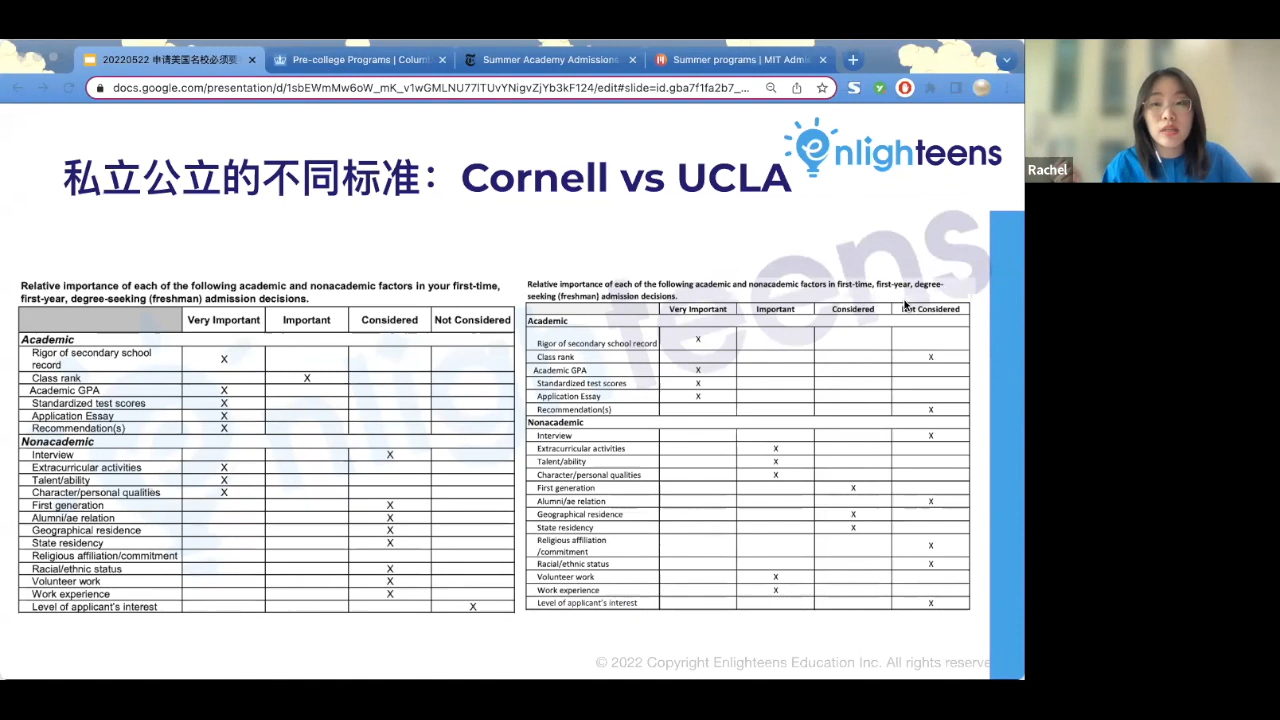 20220522 申请美国名校必须要
Pre-college Programs | Colum
Summer Academy Admissions
Summer programs | MIT Admis
docs.google.com/presentation/d/1sbEWmMw6oW_mK_v1wGMLNU77lTUvYNigvZjYb3kF124/edit#slide=id.gba7f1fa2b7_...
私立公立的不同标准：Cornell vs UCLA
enlighteens
Rachel
Relative importance of each of the following academic and nonacademic factors in your first-time,
first-year, degree-seeking (freshman) admission decisions.
Very Important Important Considered Not Considered
Academic
Rigor of secondary school
record X
Class rank X
Academic GPA X
Standardized test scores X
Application Essay X
Recommendation(s) X
Nonacademic
Interview X
Extracurricular activities X
Talent/ability X
Character/personal qualities X
First generation X
Alumni/ae relation X
Geographical residence X
State residency X
Religious affiliation/commitment
Racial/ethnic status X
Volunteer work X
Work experience X
Level of applicant's interest X
Relative importance of each of the following academic and nonacademic factors in first-time, first-year, degree-
seeking (freshman) admission decisions.
Very Important Important Considered Not Considered
Academic
Rigor of secondary school record X
Class rank X
Academic GPA X
Standardized test scores X
Application Essay X
Recommendation(s) X
Nonacademic
Interview X
Extracurricular activities X
Talent/ability X
Character/personal qualities X
First generation X
Alumni/ae relation X
Geographical residence X
State residency X
Religious affiliation
/commitment X
Racial/ethnic status X
Volunteer work X
Work experience X
Level of applicant's interest X
enlighteens
© 2022 Copyright Enlighteens Education Inc. All rights reserve